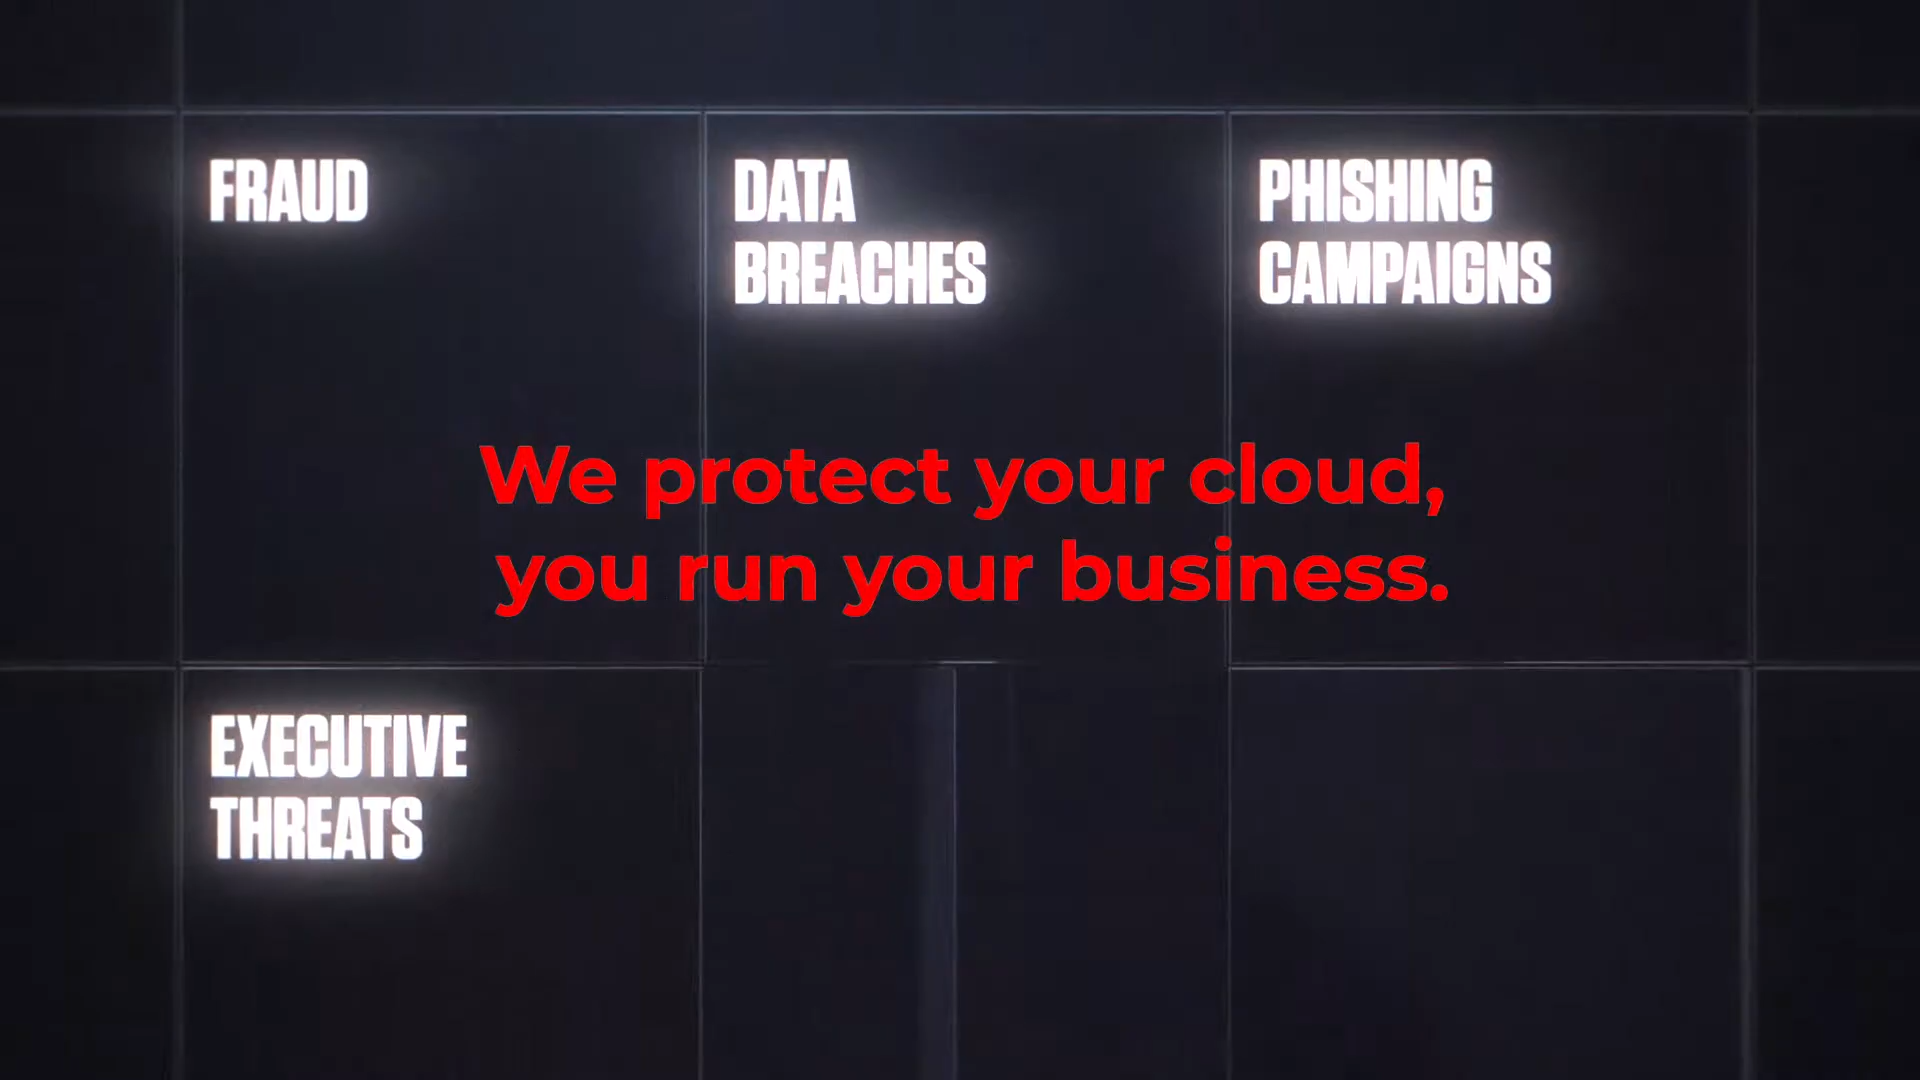 FRAUD
DATA
BREACHES
PHISHING
CAMPAIGNS
We protect your cloud,
you run your business.
EXECUTIVE
THREATS